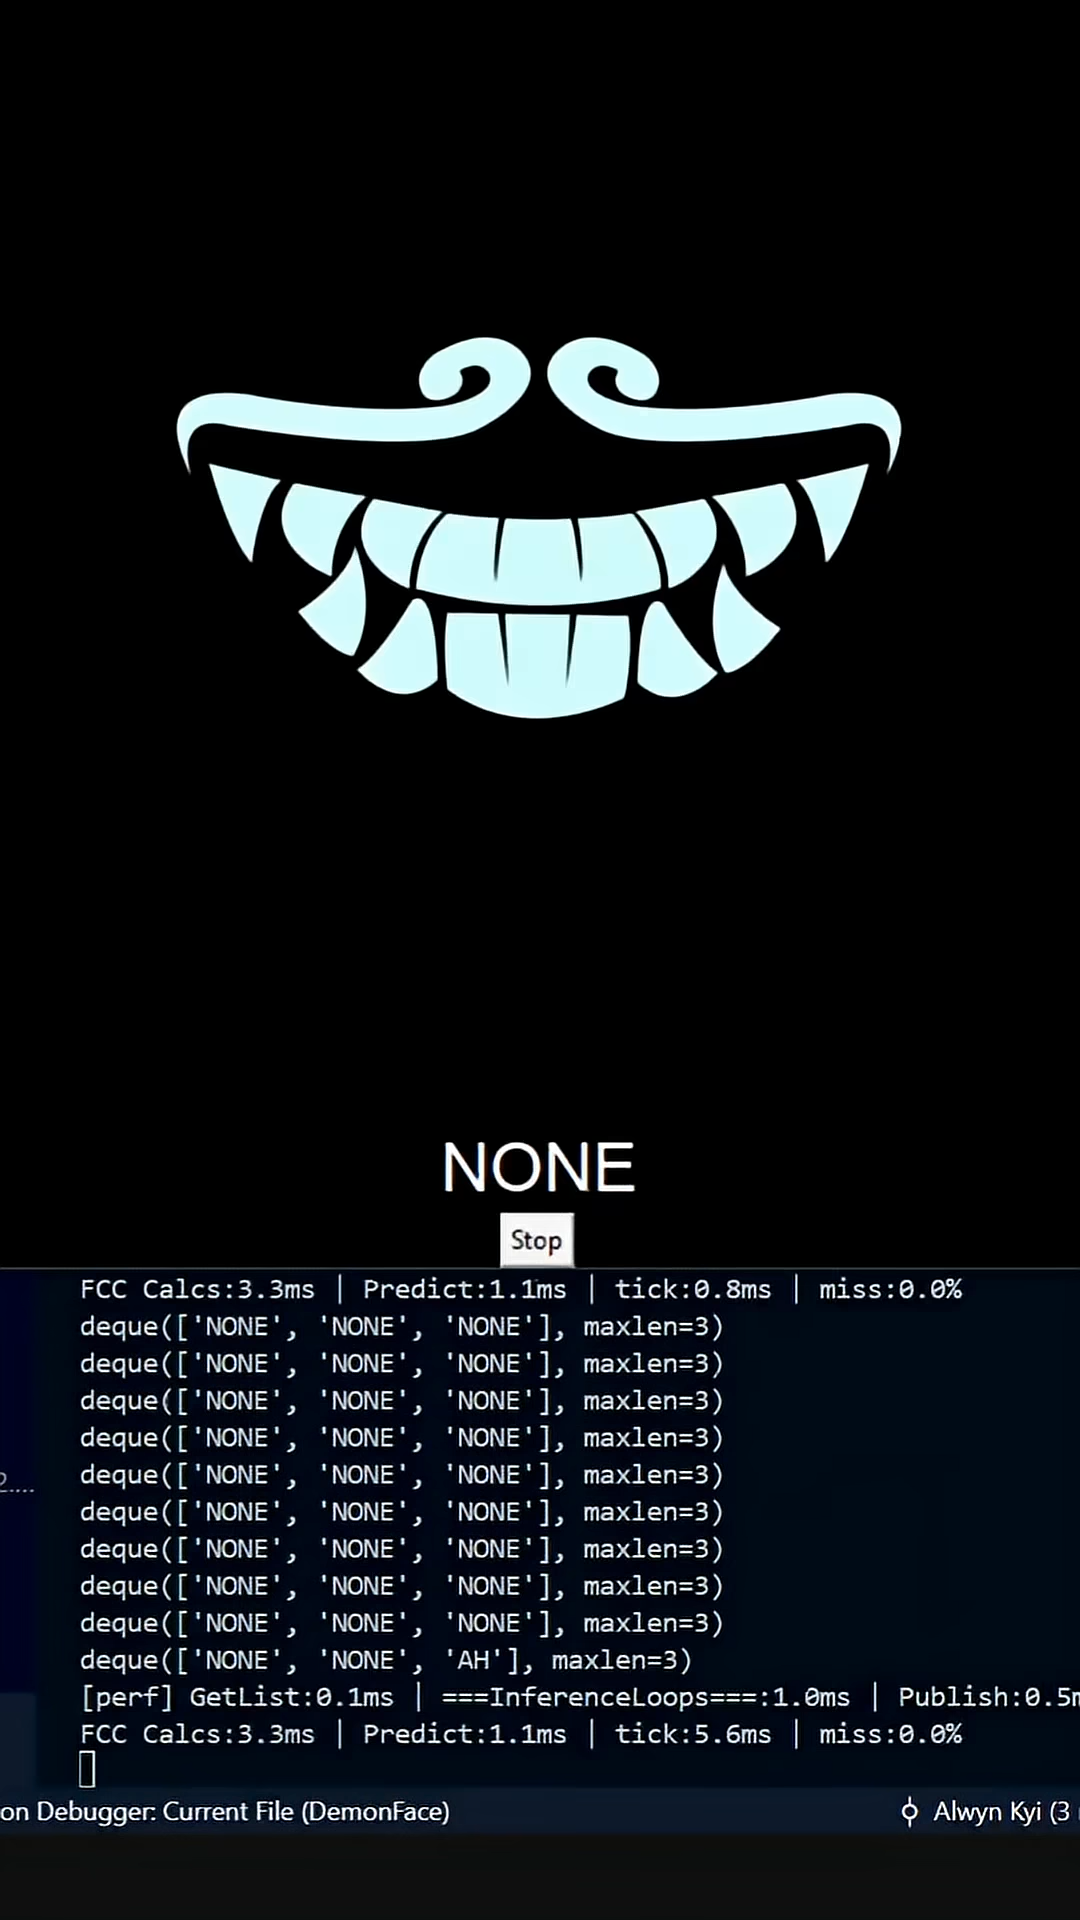 NONE
Stop
FCC Calcs:3.3ms | Predict:1.1ms | tick:0.8ms | miss:0.0%
deque(['NONE', 'NONE', 'NONE'], maxlen=3)
deque(['NONE', 'NONE', 'NONE'], maxlen=3)
deque(['NONE', 'NONE', 'NONE'], maxlen=3)
deque(['NONE', 'NONE', 'NONE'], maxlen=3)
deque(['NONE', 'NONE', 'NONE'], maxlen=3)
2....
deque(['NONE', 'NONE', 'NONE'], maxlen=3)
deque(['NONE', 'NONE', 'NONE'], maxlen=3)
deque(['NONE', 'NONE', 'NONE'], maxlen=3)
deque(['NONE', 'NONE', 'NONE'], maxlen=3)
deque(['NONE', 'NONE', 'AH'], maxlen=3)
[perf] GetList:0.1ms | ===InferenceLoops===:1.0ms | Publish:0.5m
FCC Calcs:3.3ms | Predict:1.1ms | tick:5.6ms | miss:0.0%
on Debugger: Current File (DemonFace) Alwyn Kyi (3